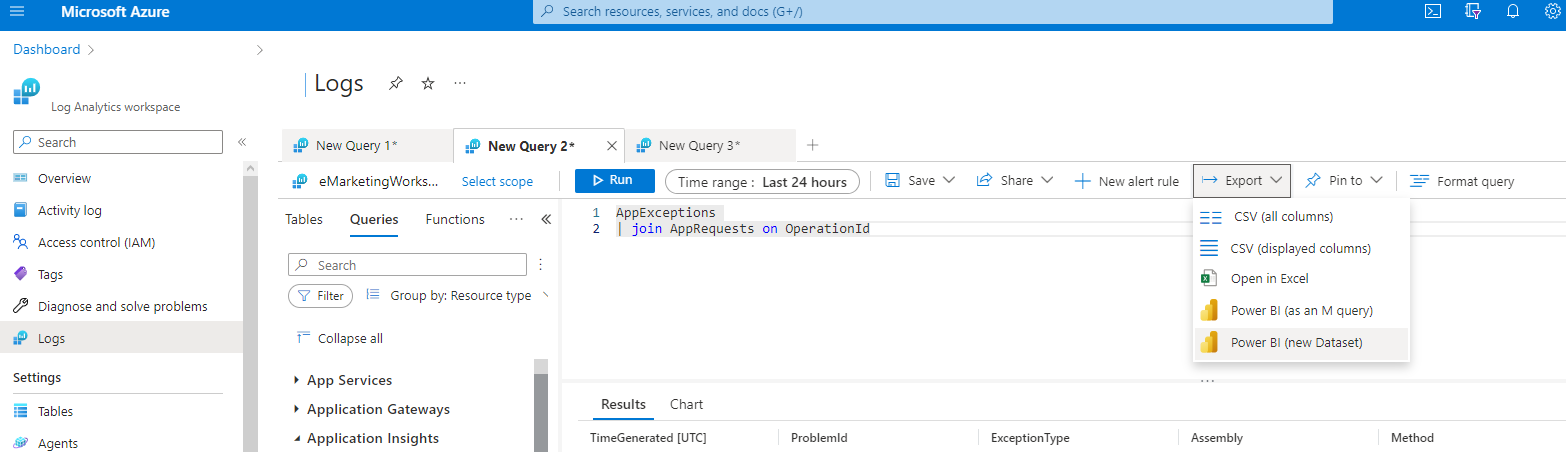 Microsoft Azure
Search resources, services, and docs (G+/)
Dashboard
Logs
Log Analytics workspace
Search
New Query 1*
New Query 2*
New Query 3*
Overview
Activity log
Access control (IAM)
Tags
Diagnose and solve problems
Logs
Settings
Tables
Agents
eMarketingWorks...
Select scope
Run
Time range : Last 24 hours
Save
Share
New alert rule
Export
Pin to
Format query
Tables
Queries
Functions
Search
Filter
Group by: Resource type
Collapse all
App Services
Application Gateways
Application Insights
1 AppExceptions
2 | join AppRequests on OperationId
CSV (all columns)
CSV (displayed columns)
Open in Excel
Power BI (as an M query)
Power BI (new Dataset)
Results
Chart
TimeGenerated [UTC]
ProblemId
ExceptionType
Assembly
Method